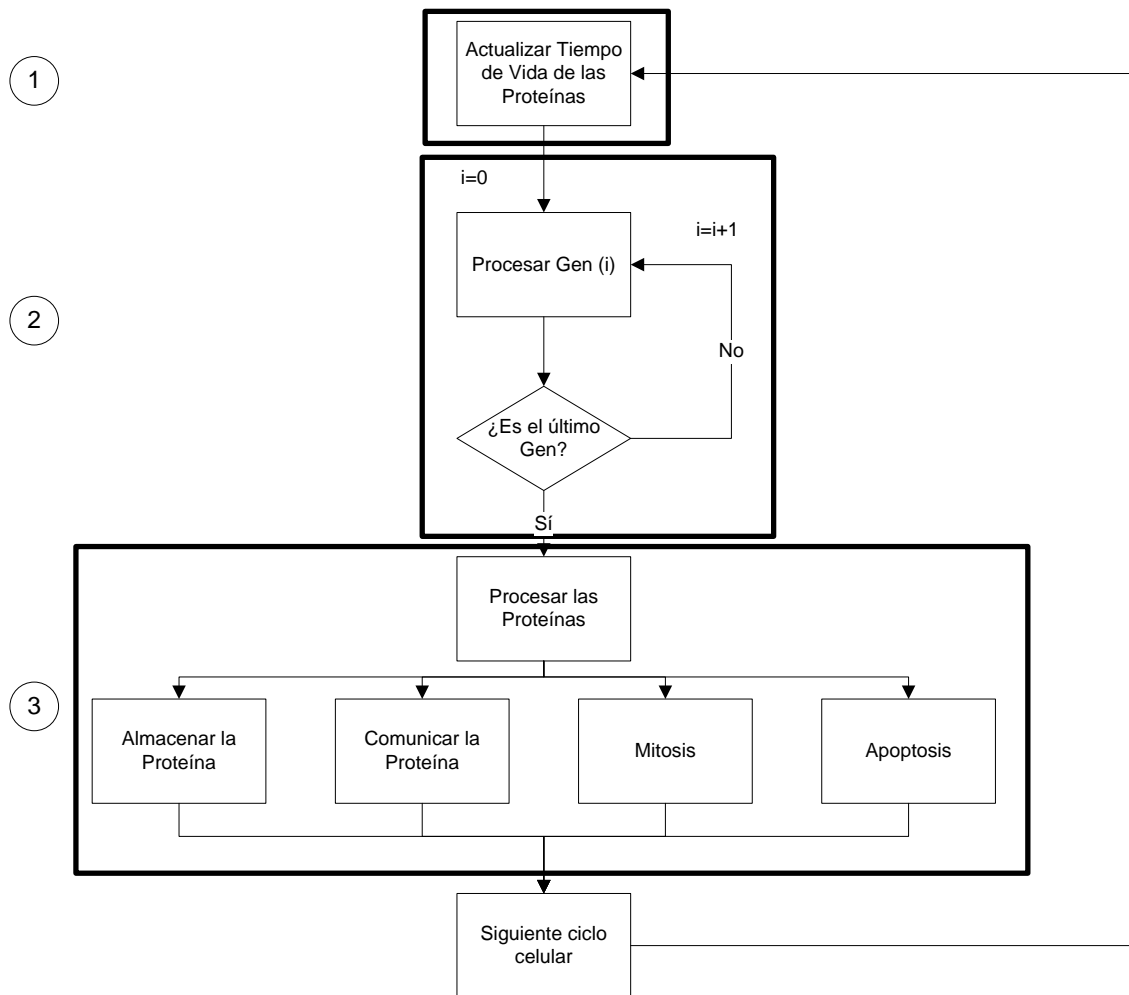 1
Actualizar Tiempo
de Vida de las
Proteínas
i=0
i=i+1
Procesar Gen (i)
2
No
¿Es el último
Gen?
Sí
Procesar las
Proteínas
3
Almacenar la
Proteína
Comunicar la
Proteína
Mitosis
Apoptosis
Siguiente ciclo
celular